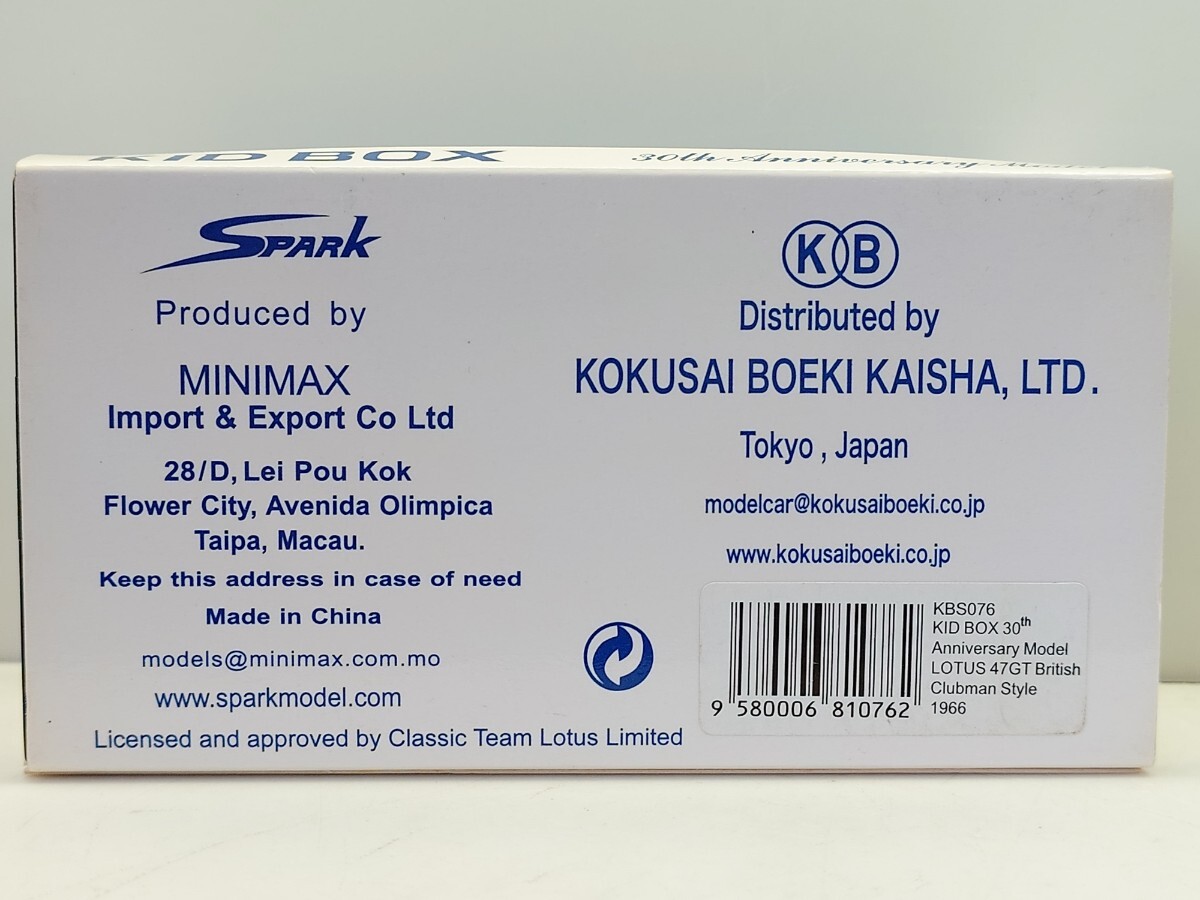 KID BOX
30th Anniversary Model
SPARK
Produced by
MINIMAX
Import & Export Co Ltd
28/D, Lei Pou Kok
Flower City, Avenida Olimpica
Taipa, Macau.
Keep this address in case of need
Made in China
models@minimax.com.mo
www.sparkmodel.com
Licensed and approved by Classic Team Lotus Limited
KB
Distributed by
KOKUSAI BOEKI KAISHA, LTD.
Tokyo , Japan
modelcar@kokusaiboeki.co.jp
www.kokusaiboeki.co.jp
9 580006 810762
KBS076
KID BOX 30th
Anniversary Model
LOTUS 47GT British
Clubman Style
1966